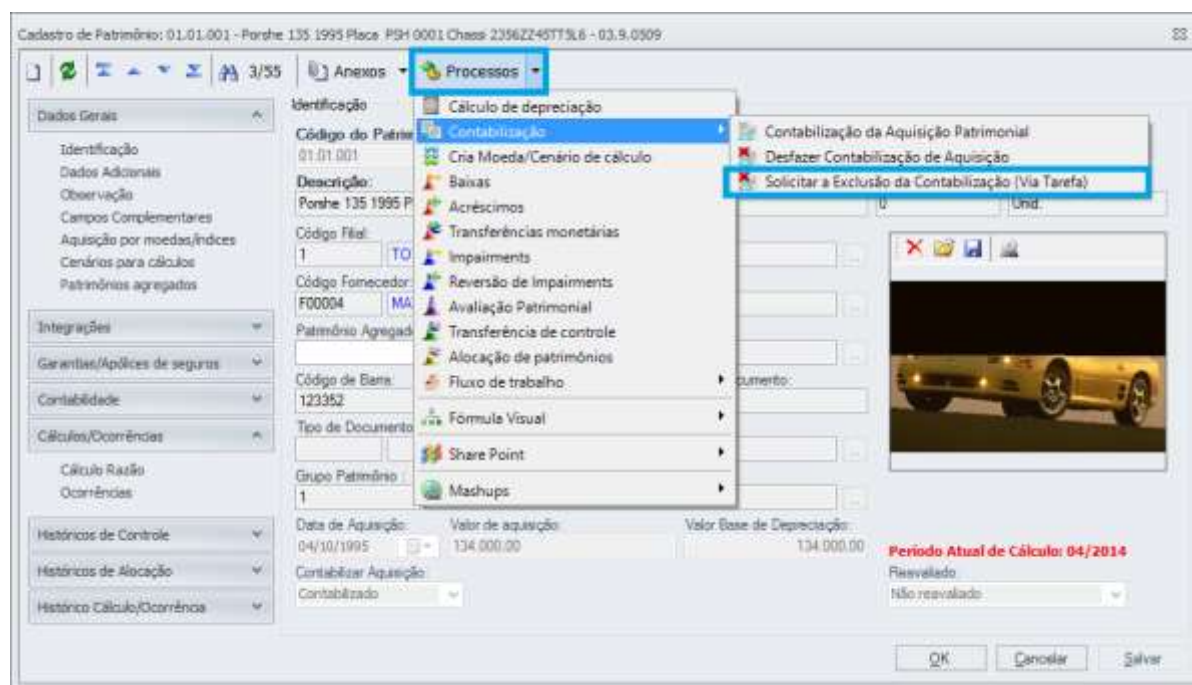 Cadastro de Patrimônio: 01.01.001 - Porshe 135 1995 Place PSH 0001 Chassi 2356ZZ45TT5L6 - 03.9.0509
3/55 Anexos Processos
Dados Gerais
Identificação
Dados Adicionais
Observação
Campos Complementares
Aquisição por moedas/índices
Cenários para cálculos
Patrimônios agregados
Integrações
Garantias/Apólices de seguros
Contabilidade
Cálculos/Ocorrências
Cálculo Razão
Ocorrências
Históricos de Controle
Históricos de Alocação
Histórico Cálculo/Ocorrência
Identificação
Código do Patrim
01.01.001
Descrição:
Porshe 135 1995 P
0 Unid.
Código Filial:
1 TO
Código Fornecedor:
F00004 MA
Patrimônio Agregad
Código de Barra:
cumento:
123352
Tipo de Documento
Grupo Patrimônio :
1
Data de Aquisição: Valor de aquisição: Valor Base de Depreciação:
04/10/1995 134.000,00 134.000,00
Contabilizar Aquisição:
Contabilizado
Cálculo de depreciação
Contabilização
Cria Moeda/Cenário de cálculo
Baixas
Acréscimos
Transferências monetárias
Impairments
Reversão de Impairments
Avaliação Patrimonial
Transferência de controle
Alocação de patrimônios
Fluxo de trabalho
Fórmula Visual
Share Point
Mashups
Contabilização da Aquisição Patrimonial
Desfazer Contabilização de Aquisição
Solicitar a Exclusão da Contabilização (Via Tarefa)
Período Atual de Cálculo: 04/2014
Reavaliado:
Não reavaliado
OK Cancelar Salvar